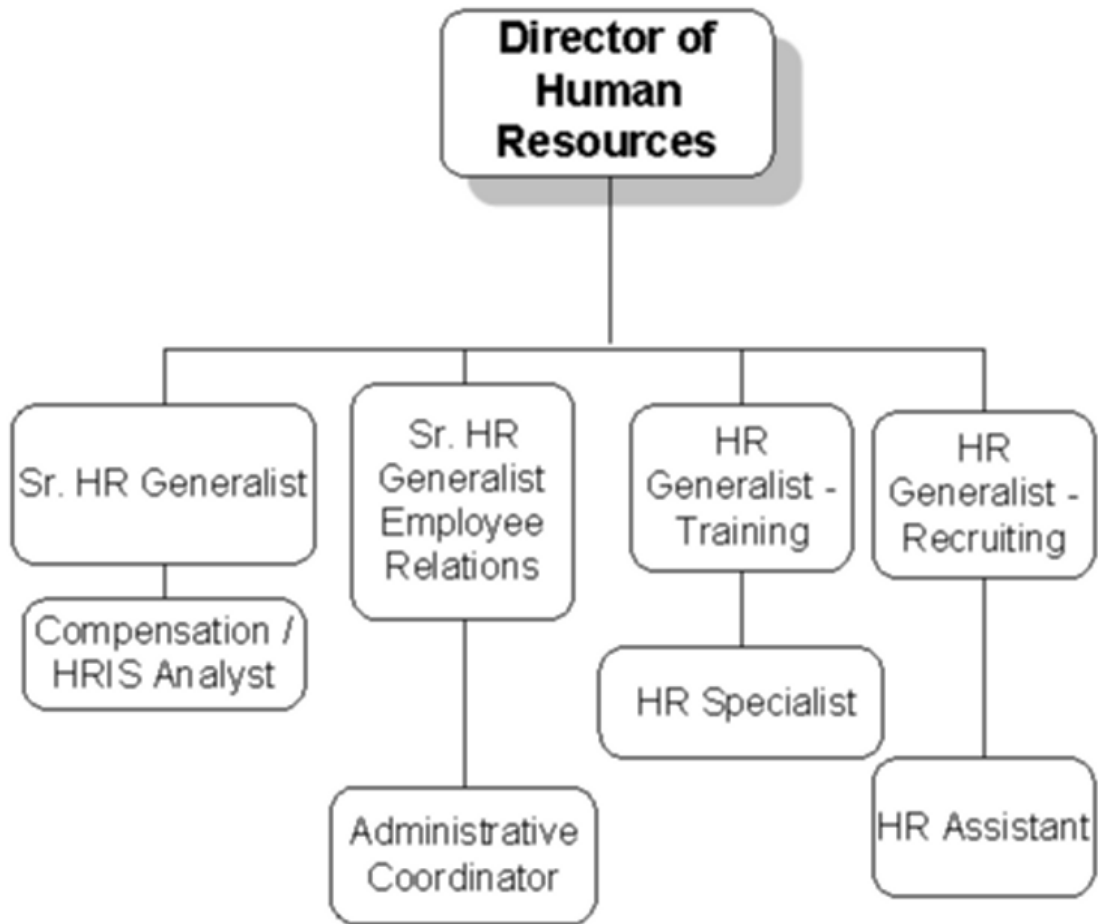 Director of
Human
Resources
Sr. HR Generalist
Sr. HR
Generalist
Employee
Relations
HR
Generalist -
Training
HR
Generalist -
Recruiting
Compensation /
HRIS Analyst
HR Specialist
Administrative
Coordinator
HR Assistant